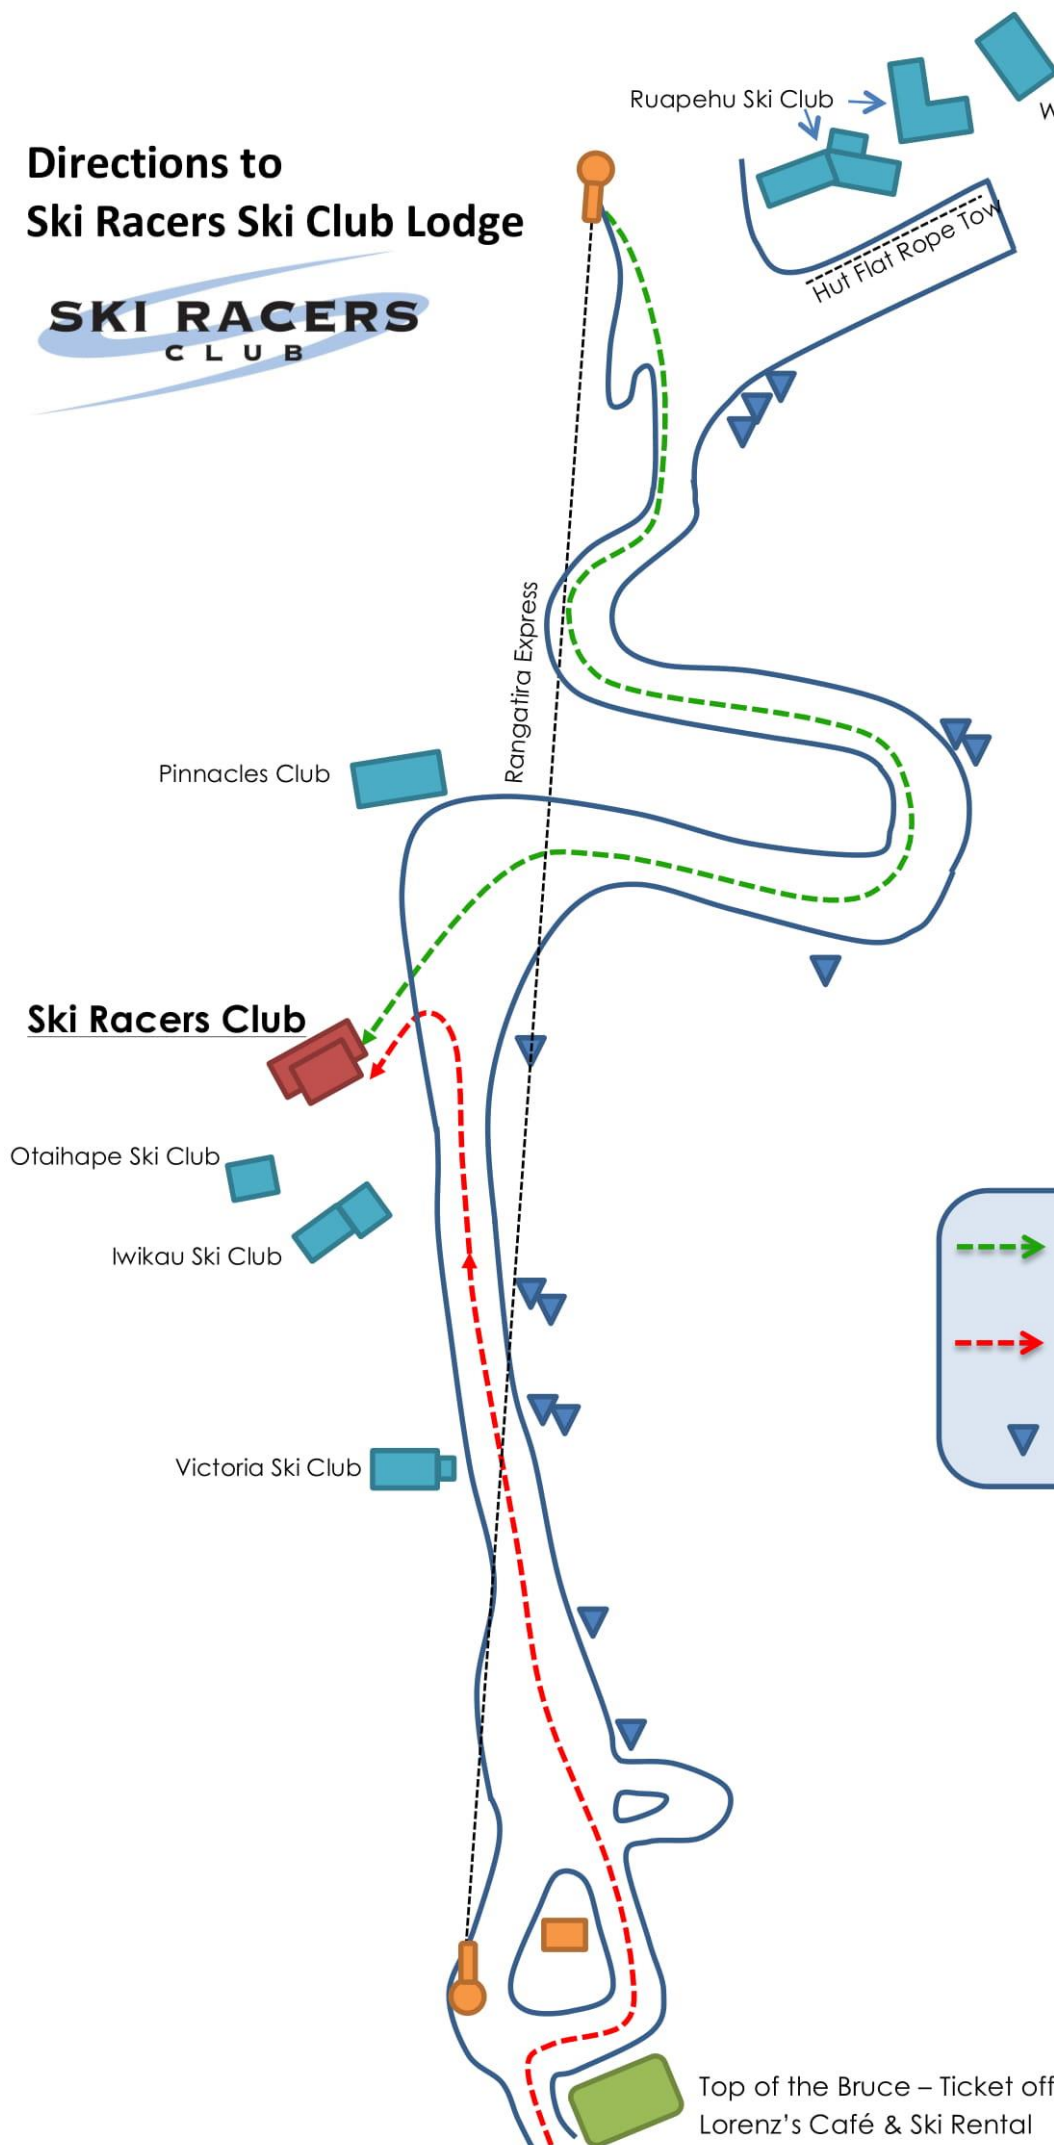 Ruapehu Ski Club
W
Directions to
Ski Racers Ski Club Lodge
Hut Flat Rope Tow
SKI RACERS
CLUB
Rangatira Express
Pinnacles Club
Ski Racers Club
Otaihape Ski Club
Iwikau Ski Club
Victoria Ski Club
Top of the Bruce – Ticket off
Lorenz's Café & Ski Rental